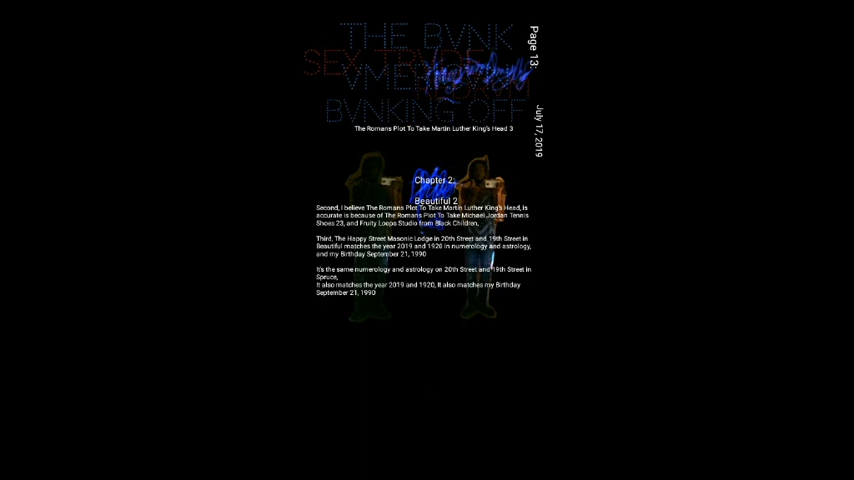 THE BVNK
SEX TRVDE
VMEROWN
BVNKING OFF
Page 13:
July 17, 2019
The Romans Plot To Take Martin Luther King's Head 3
Chapter 2:
Beautiful 2
Second, I believe The Romans Plot To Take Martin Luther King's Head, is
accurate is because of The Romans Plot To Take Michael Jordan Tennis
Shoes 23, and Fruity Loops Studio from Black Children,
Third, The Happy Street Masonic Lodge in 20th Street and 19th Street in
Beautiful matches the year 2019 and 1920 in numerology and astrology,
and my Birthday September 21, 1990
It's the same numerology and astrology on 20th Street and 19th Street in
Spruce,
It also matches the year 2019 and 1920, It also matches my Birthday
September 21, 1990